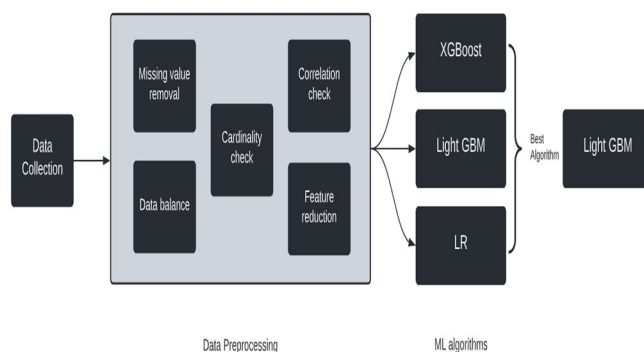 Data
Collection
Missing value
removal
Data balance
Cardinality
check
Correlation
check
Feature
reduction
Data Preprocessing
XGBoost
Light GBM
LR
ML algorithms
Best
Algorithm
Light GBM